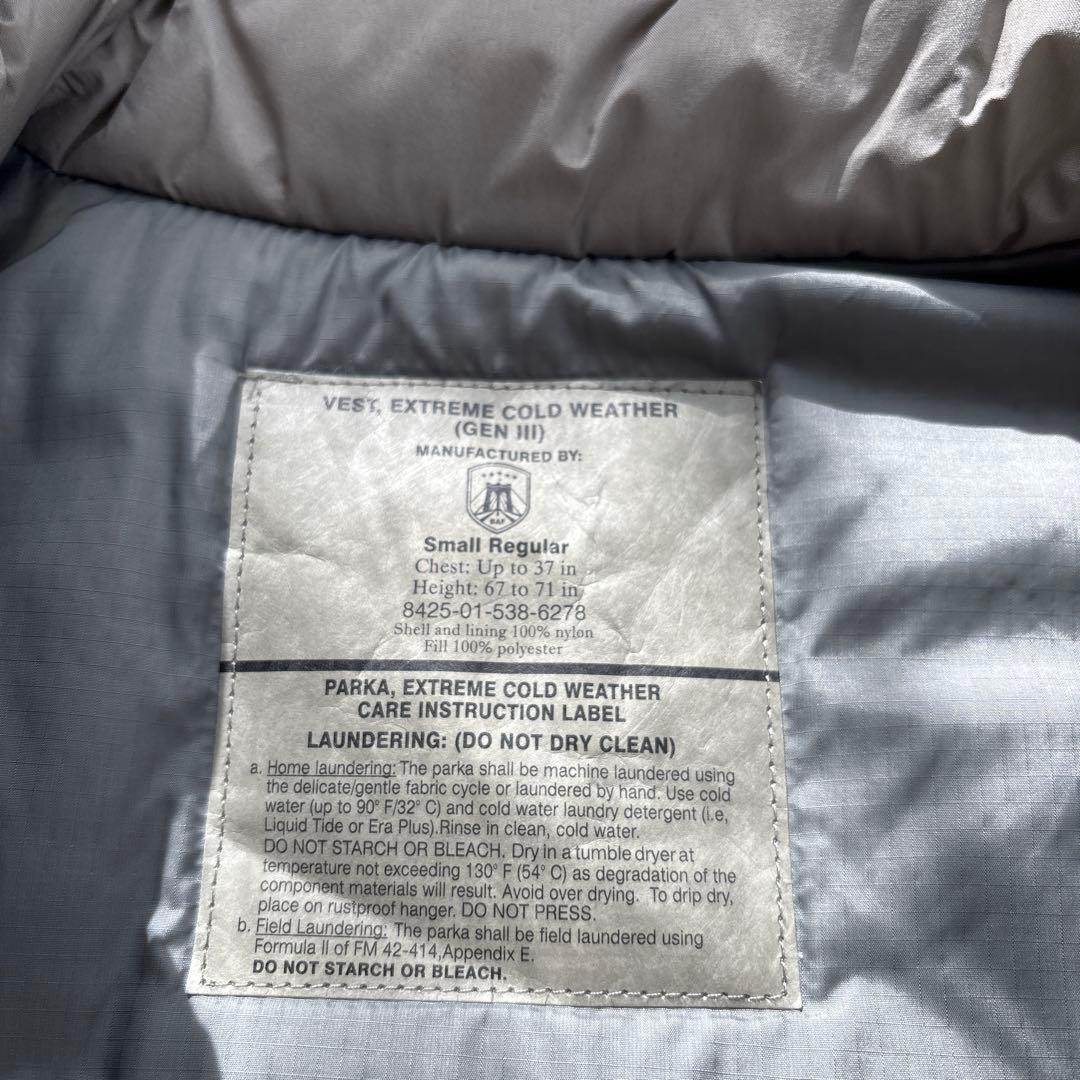 VEST, EXTREME COLD WEATHER
(GEN III)
MANUFACTURED BY:
BAF
Small Regular
Chest: Up to 37 in
Height: 67 to 71 in
8425-01-538-6278
Shell and lining 100% nylon
Fill 100% polyester
PARKA, EXTREME COLD WEATHER
CARE INSTRUCTION LABEL
LAUNDERING: (DO NOT DRY CLEAN)
a. Home laundering: The parka shall be machine laundered using
the delicate/gentle fabric cycle or laundered by hand. Use cold
water (up to 90° F/32° C) and cold water laundry detergent (i.e,
Liquid Tide or Era Plus).Rinse in clean, cold water.
DO NOT STARCH OR BLEACH. Dry in a tumble dryer at
temperature not exceeding 130° F (54° C) as degradation of the
component materials will result. Avoid over drying. To drip dry,
place on rustproof hanger. DO NOT PRESS.
b. Field Laundering: The parka shall be field laundered using
Formula II of FM 42-414,Appendix E.
DO NOT STARCH OR BLEACH.